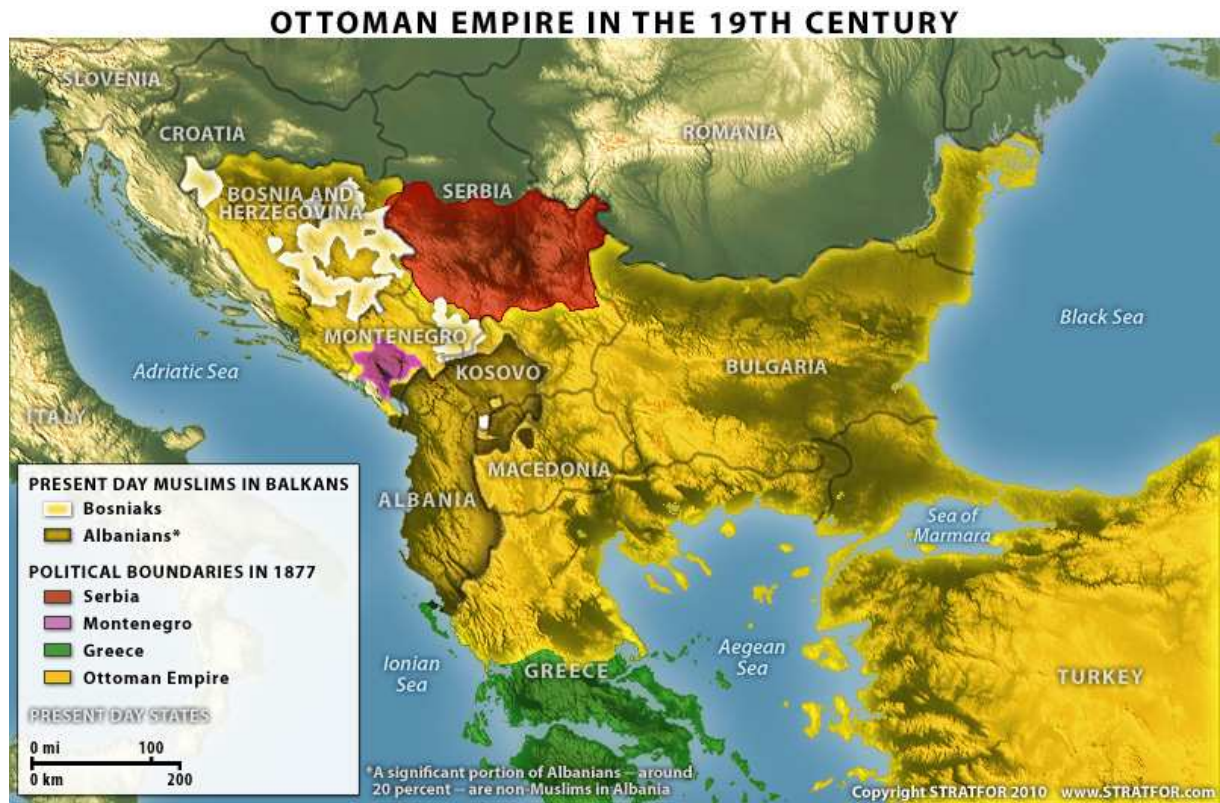 OTTOMAN EMPIRE IN THE 19TH CENTURY
SLOVENIA
CROATIA
ROMANIA
BOSNIA AND
HERZEGOVINA
SERBIA
Black Sea
MONTENEGRO
Adriatic Sea
KOSOVO
BULGARIA
ITALY
MACEDONIA
ALBANIA
Sea of
Marmara
PRESENT DAY MUSLIMS IN BALKANS
Bosniaks
Albanians*
POLITICAL BOUNDARIES IN 1877
Serbia
Montenegro
Greece
Ottoman Empire
PRESENT DAY STATES
0 mi 100
0 km 200
Ionian
Sea
GREECE
Aegean
Sea
TURKEY
*A significant portion of Albanians – around
20 percent – are non-Muslims in Albania
Copyright STRATFOR 2010 www.STRATFOR.com